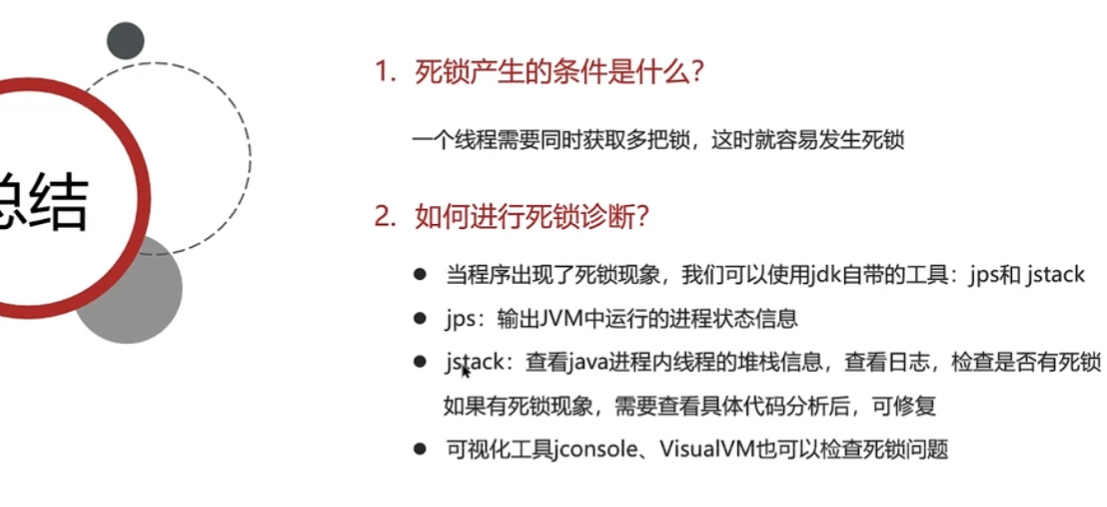 总结
1. 死锁产生的条件是什么?
一个线程需要同时获取多把锁，这时就容易发生死锁
2. 如何进行死锁诊断?
● 当程序出现了死锁现象，我们可以使用jdk自带的工具：jps和 jstack
● jps：输出JVM中运行的进程状态信息
● jstack：查看java进程内线程的堆栈信息，查看日志，检查是否有死锁
如果有死锁现象，需要查看具体代码分析后，可修复
● 可视化工具jconsole、VisualVM也可以检查死锁问题